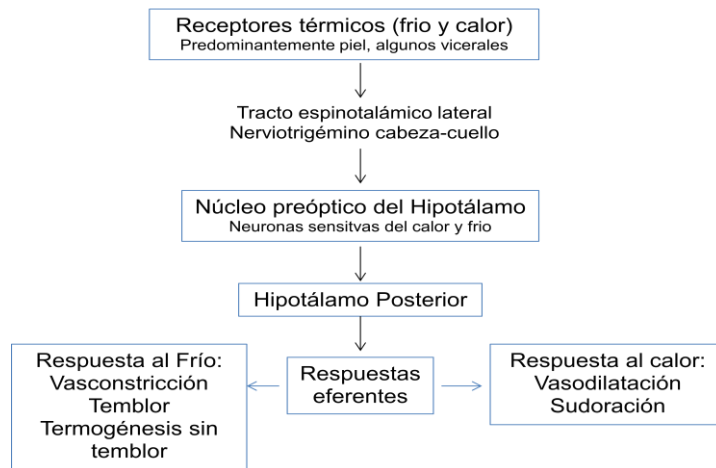 Receptores térmicos (frio y calor)
Predominantemente piel, algunos vicerales
Tracto espinotalámico lateral
Nerviotrigémino cabeza-cuello
Núcleo preóptico del Hipotálamo
Neuronas sensitvas del calor y frio
Hipotálamo Posterior
Respuesta al Frío:
Vasconstricción
Temblor
Termogénesis sin
temblor
Respuestas
eferentes
Respuesta al calor:
Vasodilatación
Sudoración